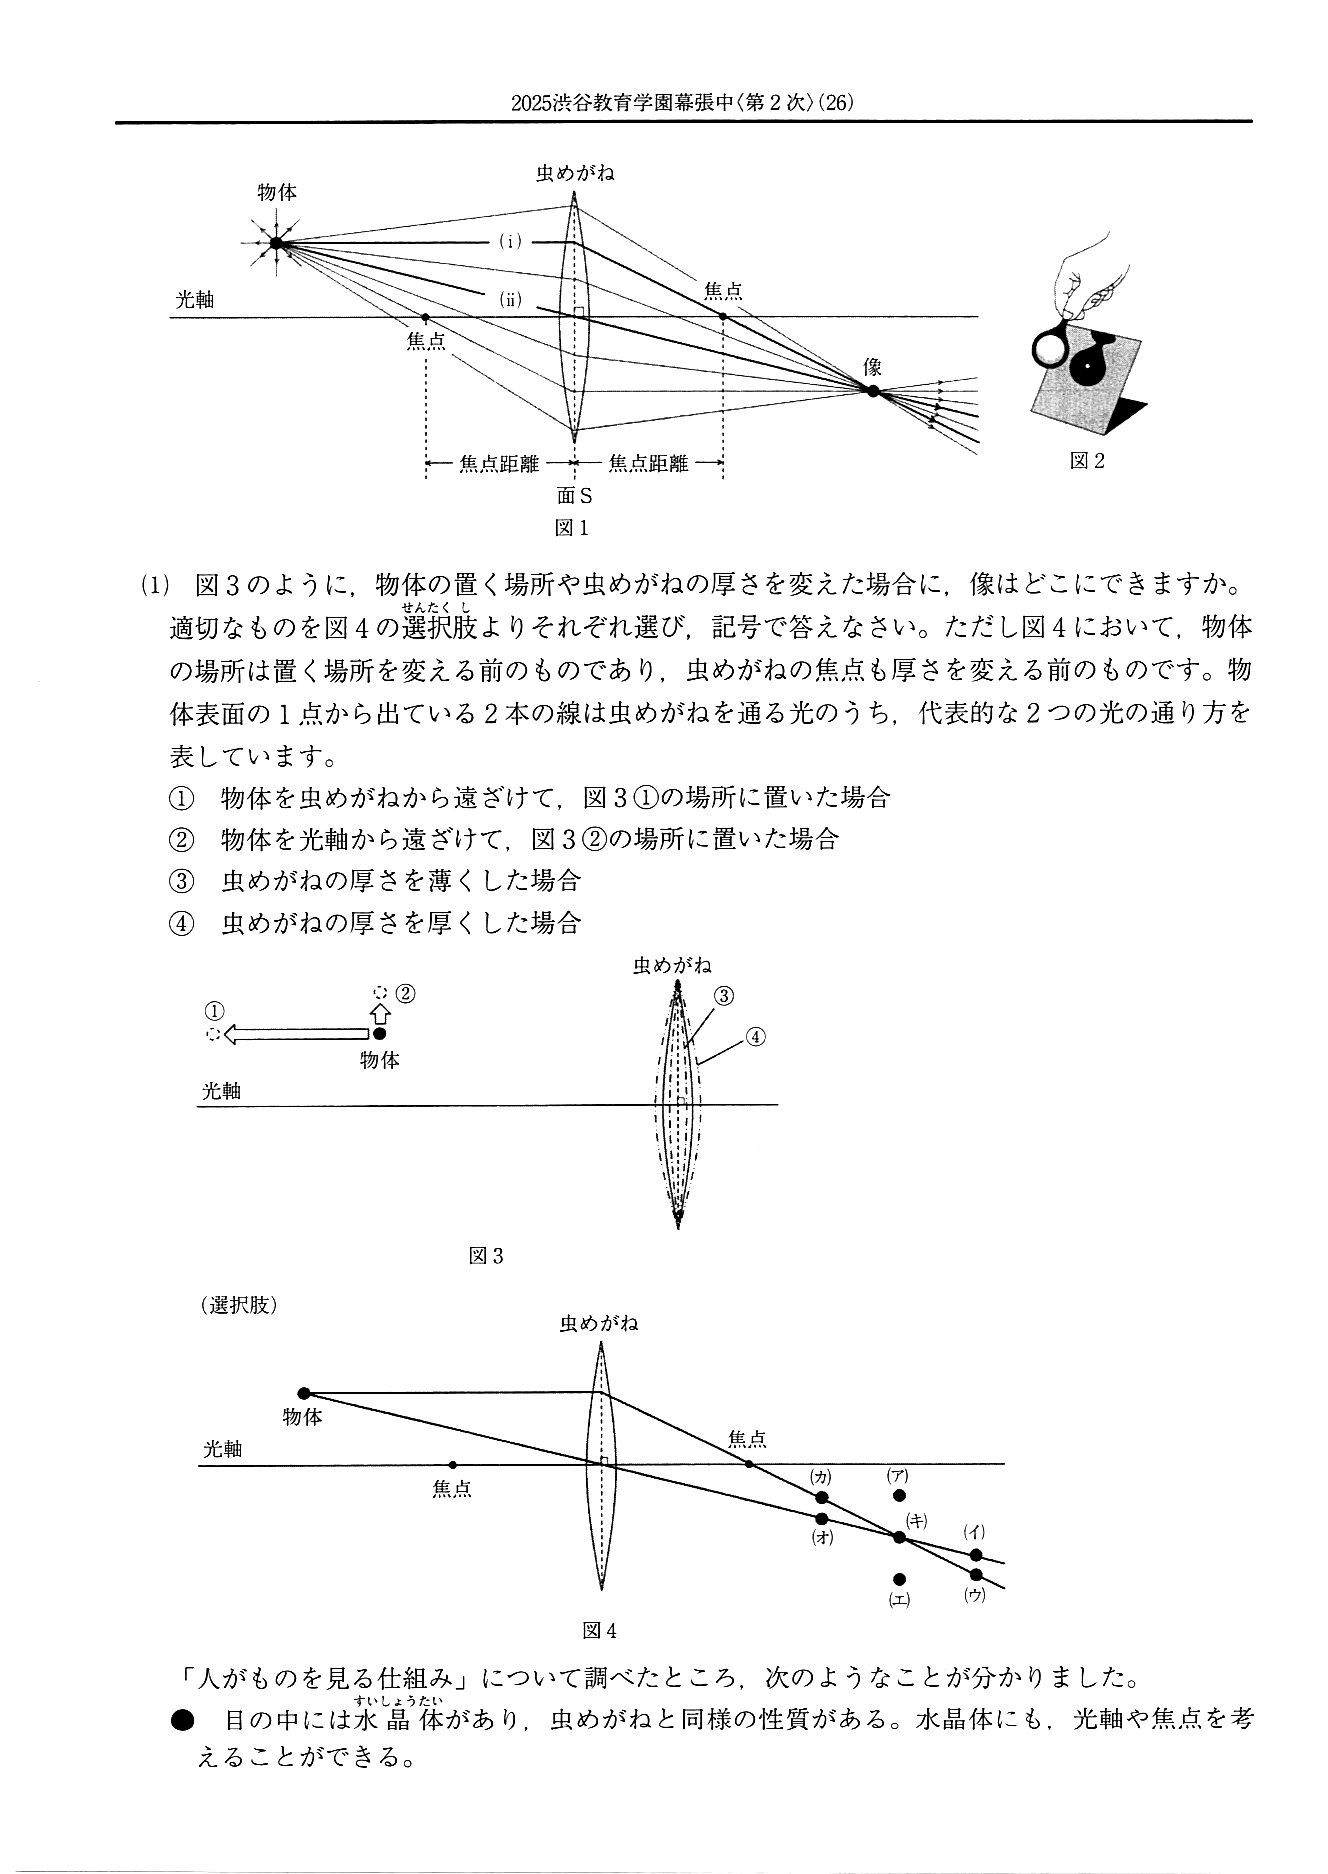 2025渋谷教育学園幕張中〈第2次〉(26)
虫めがね
物体
(i)
光軸
(ii)
焦点
焦点
像
焦点距離
焦点距離
面S
図1
図2
(1) 図3のように，物体の置く場所や虫めがねの厚さを変えた場合に，像はどこにできますか。
せんたくし
適切なものを図4の選択肢よりそれぞれ選び，記号で答えなさい。ただし図4において，物体
の場所は置く場所を変える前のものであり，虫めがねの焦点も厚さを変える前のものです。物
体表面の1点から出ている2本の線は虫めがねを通る光のうち，代表的な2つの光の通り方を
表しています。
① 物体を虫めがねから遠ざけて，図3①の場所に置いた場合
② 物体を光軸から遠ざけて，図3②の場所に置いた場合
③ 虫めがねの厚さを薄くした場合
④ 虫めがねの厚さを厚くした場合
虫めがね
①
②
③
④
物体
光軸
図3
(選択肢)
虫めがね
物体
光軸
焦点
焦点
(カ)
(ア)
(キ)
(イ)
(オ)
(エ)
(ウ)
図4
「人がものを見る仕組み」について調べたところ，次のようなことが分かりました。
すいしょうたい
● 目の中には水晶体があり，虫めがねと同様の性質がある。水晶体にも，光軸や焦点を考
えることができる。